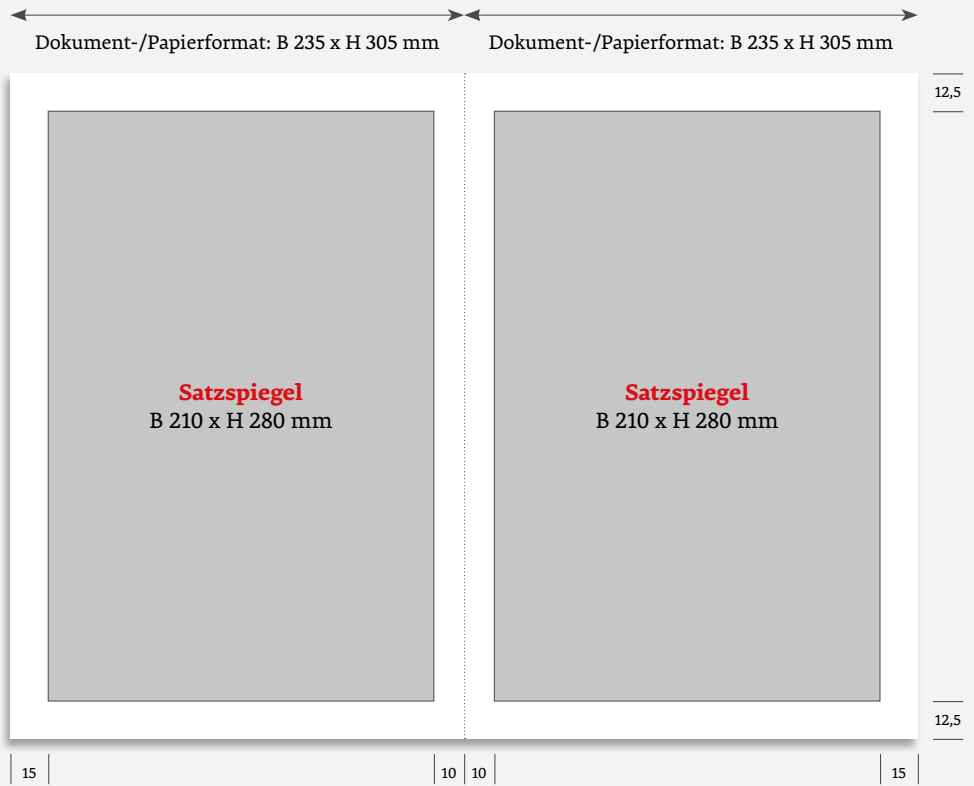 Dokument-/Papierformat: B 235 x H 305 mm
Dokument-/Papierformat: B 235 x H 305 mm
12,5
Satzspiegel
B 210 x H 280 mm
Satzspiegel
B 210 x H 280 mm
12,5
15
10
10
15